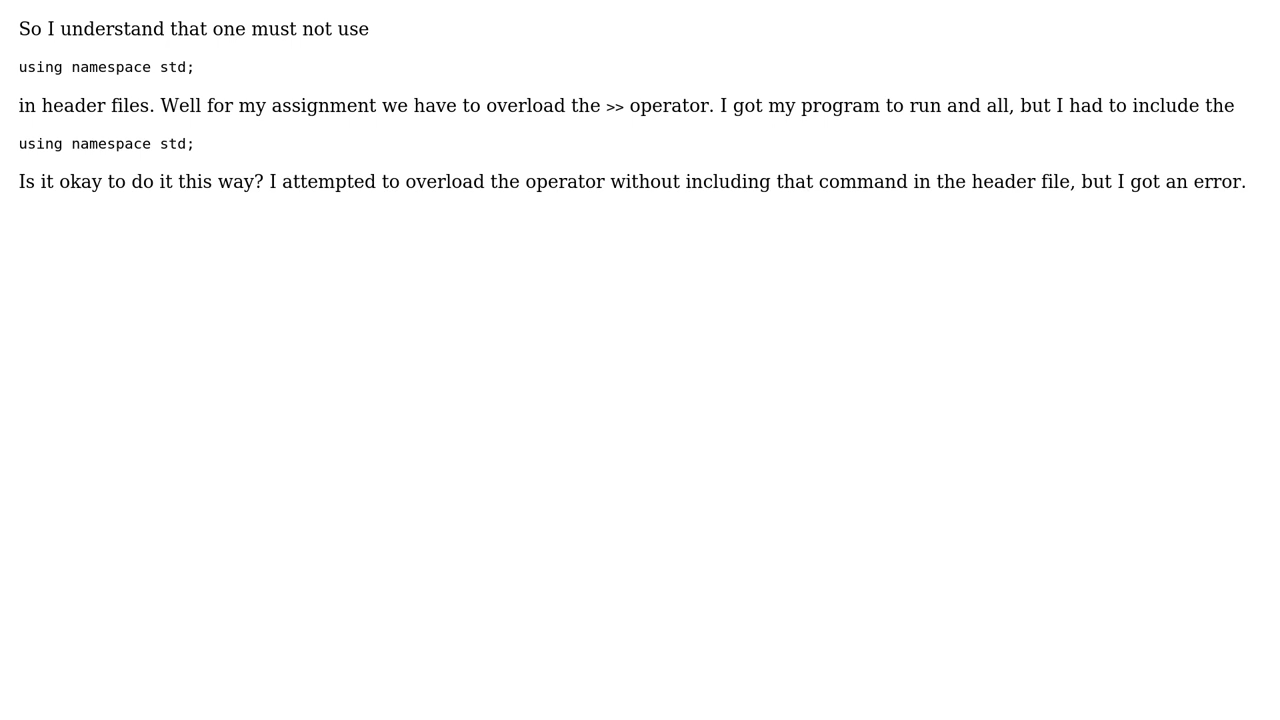 So I understand that one must not use
using namespace std;
in header files. Well for my assignment we have to overload the >> operator. I got my program to run and all, but I had to include the
using namespace std;
Is it okay to do it this way? I attempted to overload the operator without including that command in the header file, but I got an error.